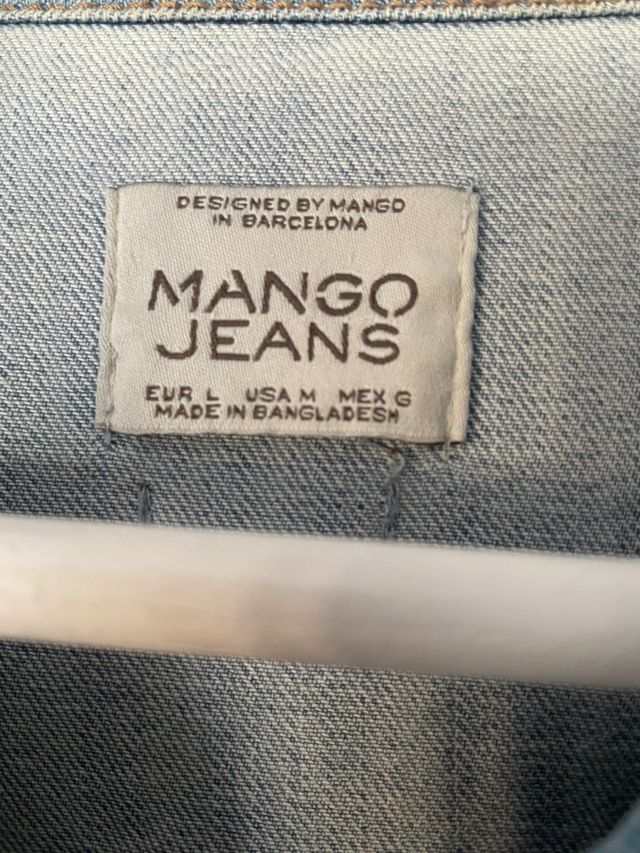 DESIGNED BY MANGO
IN BARCELONA
MANGO
JEANS
EUR L USA M MEX G
MADE IN BANGLADESH